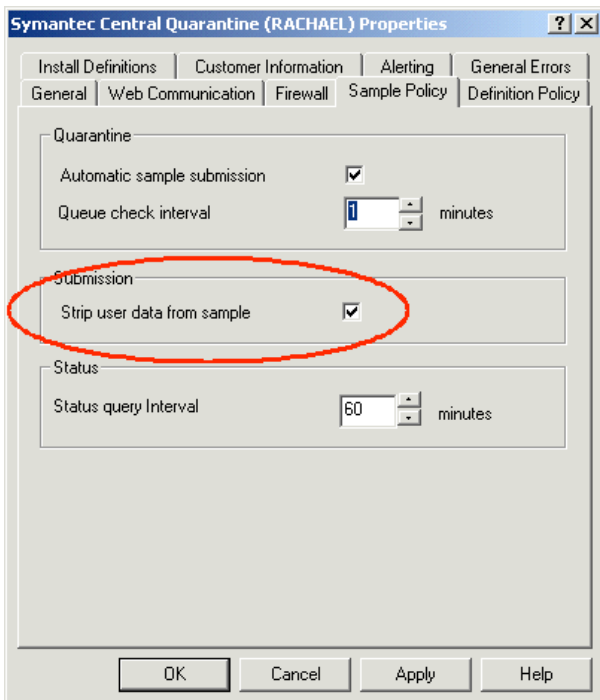 Symantec Central Quarantine (RACHAEL) Properties
Install Definitions Customer Information Alerting General Errors
General Web Communication Firewall Sample Policy Definition Policy
Quarantine
Automatic sample submission
Queue check interval 1 minutes
Submission
Strip user data from sample
Status
Status query Interval 60 minutes
OK Cancel Apply Help